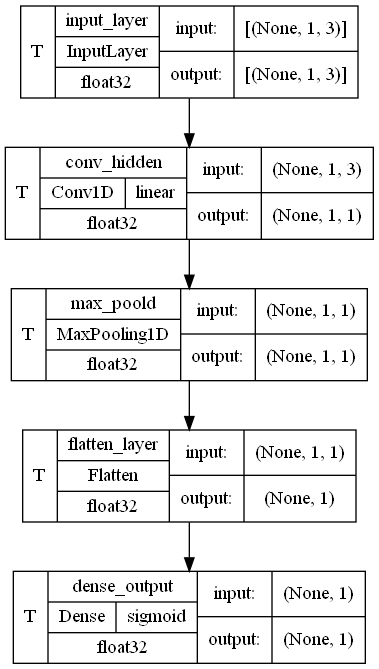 T
input_layer
InputLayer
float32
input:
[(None, 1, 3)]
output:
[(None, 1, 3)]
T
conv_hidden
Conv1D
linear
float32
input:
(None, 1, 3)
output:
(None, 1, 1)
T
max_poold
MaxPooling1D
float32
input:
(None, 1, 1)
output:
(None, 1, 1)
T
flatten_layer
Flatten
float32
input:
(None, 1, 1)
output:
(None, 1)
T
dense_output
Dense
sigmoid
float32
input:
(None, 1)
output:
(None, 1)